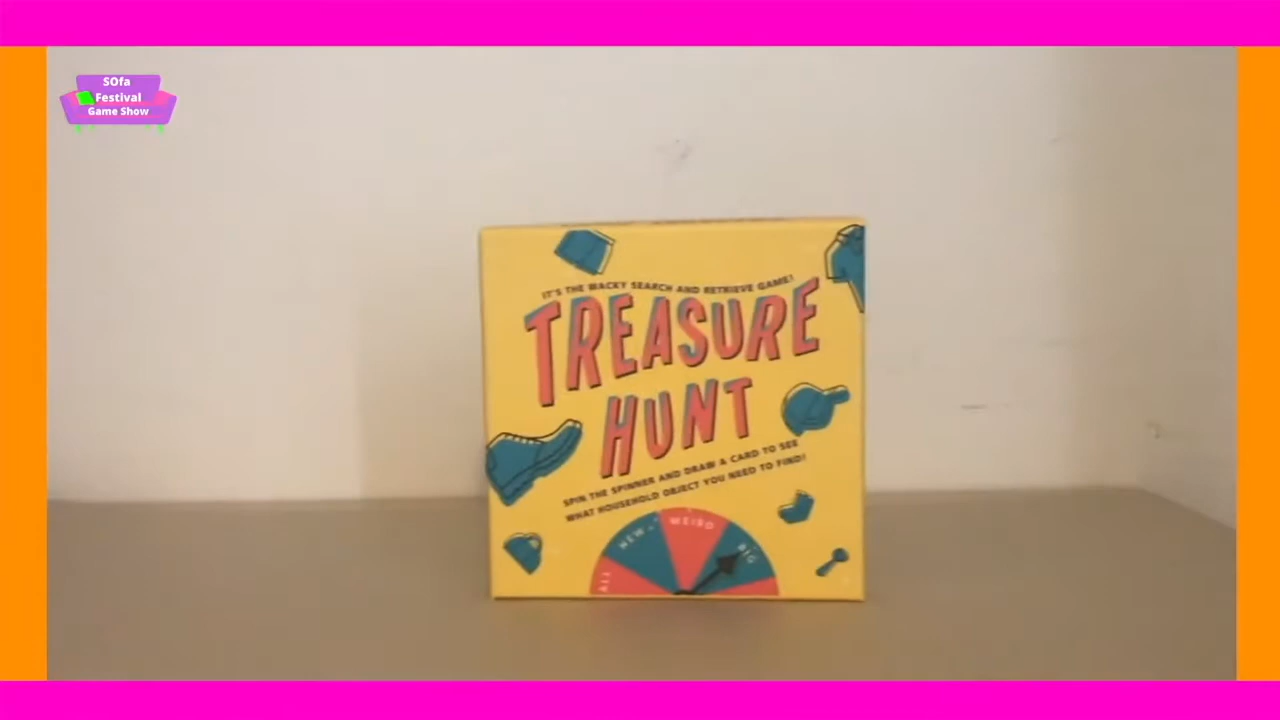 SOfa
Festival
Game Show
IT'S THE WACKY SEARCH AND RETRIEVE GAME!
TREASURE
HUNT
SPIN THE SPINNER AND DRAW A CARD TO SEE
WHAT HOUSEHOLD OBJECT YOU NEED TO FIND!
NEW
WEIRD
BIG